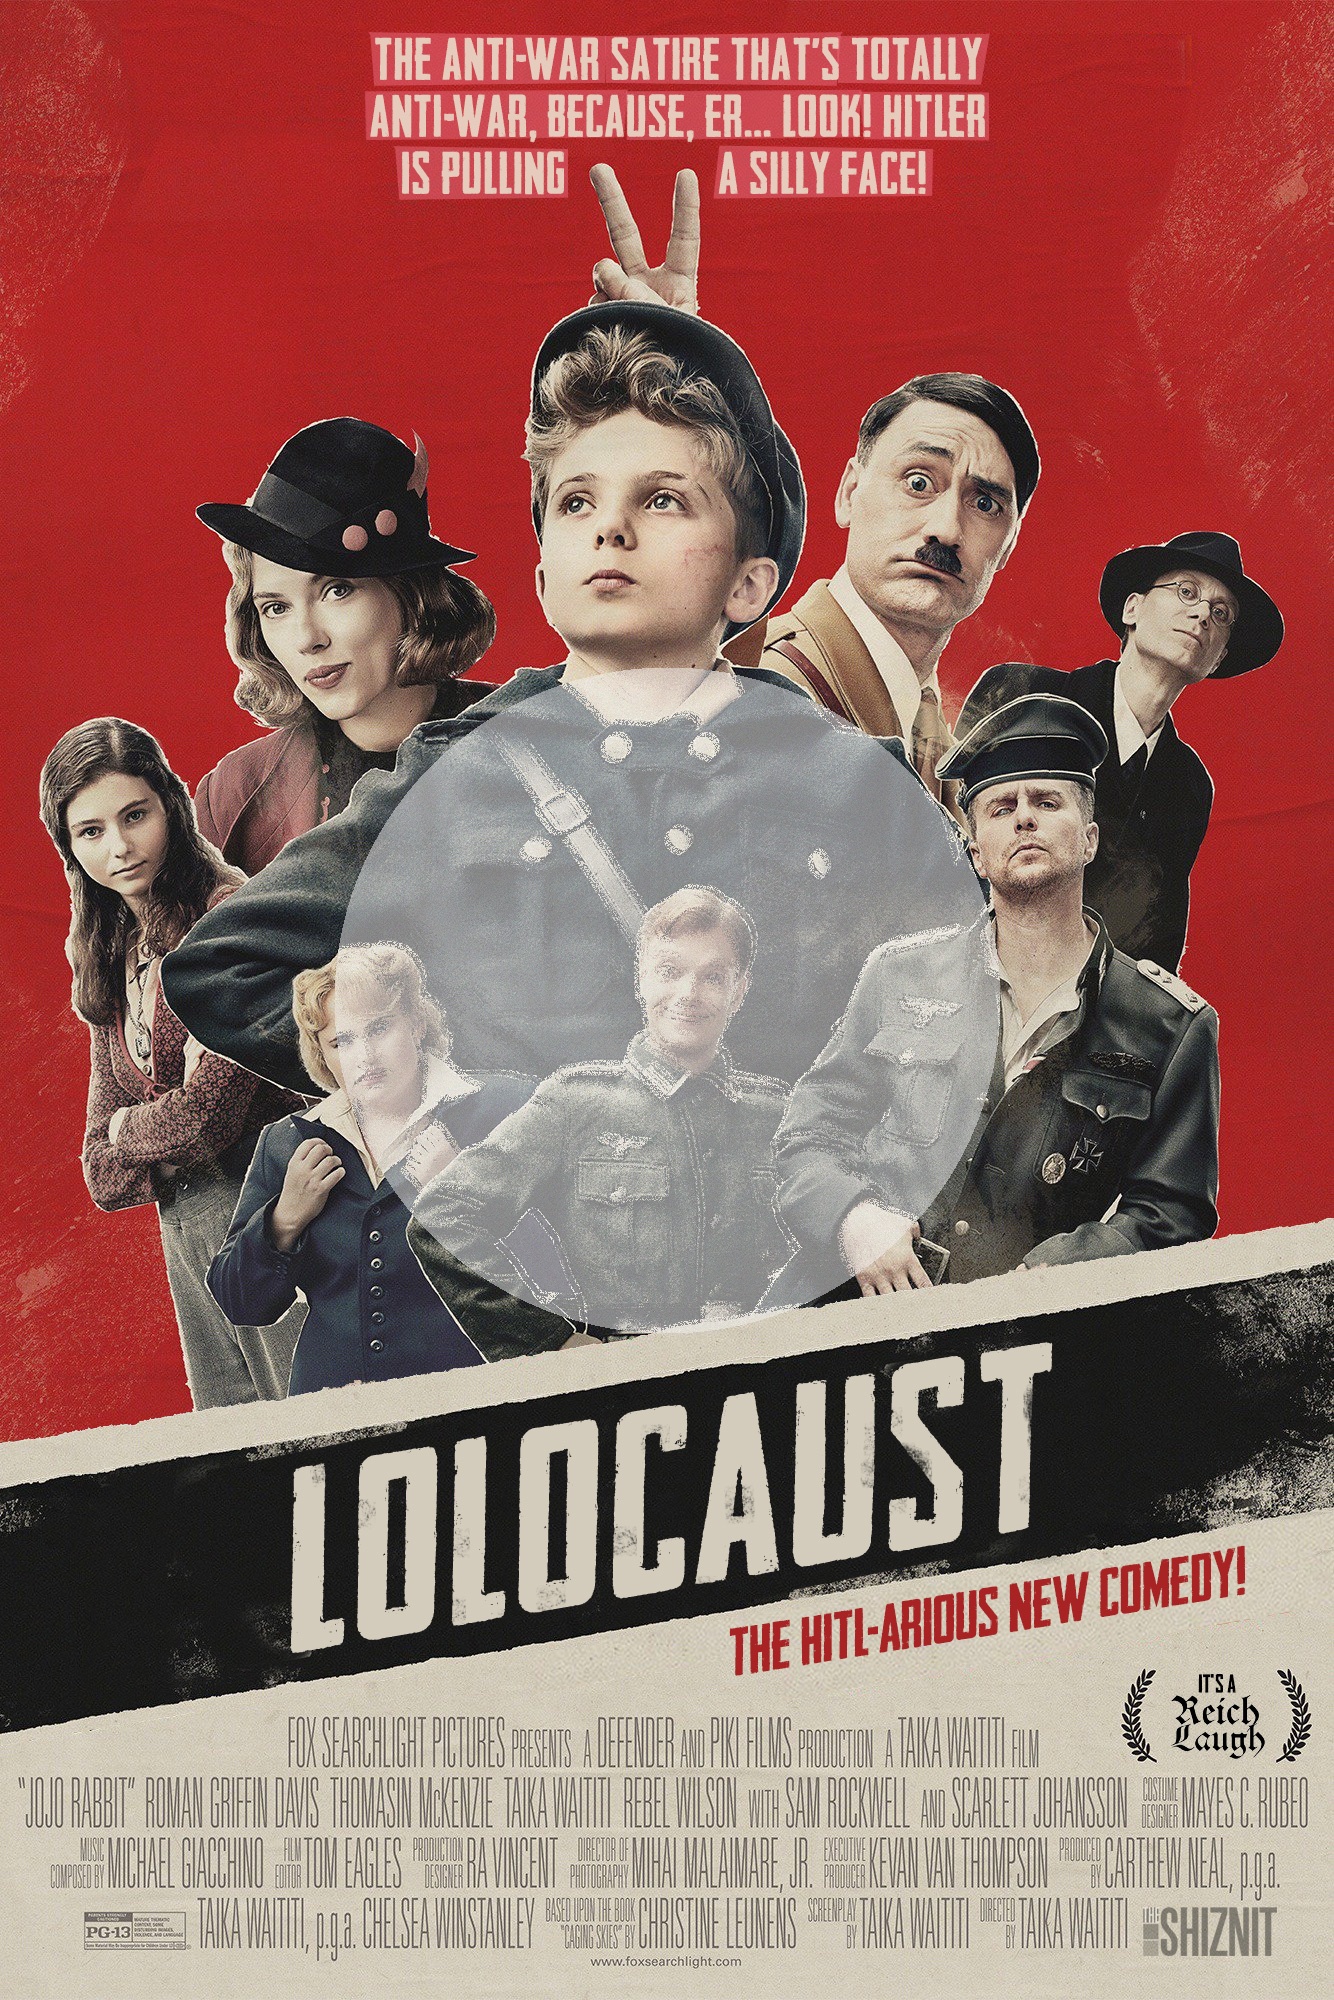 THE ANTI-WAR SATIRE THAT'S TOTALLY
ANTI-WAR, BECAUSE, ER... LOOK! HITLER
IS PULLING A SILLY FACE!
LOLOCAUST
THE HITL-ARIOUS NEW COMEDY!
IT'S A
Reich
Laugh
FOX SEARCHLIGHT PICTURES PRESENTS A DEFENDER AND PIKI FILMS PRODUCTION A TAIKA WAITITI FILM
"JOJO RABBIT" ROMAN GRIFFIN DAVIS THOMASIN McKENZIE TAIKA WAITITI REBEL WILSON WITH SAM ROCKWELL AND SCARLETT JOHANSSON COSTUME DESIGNER MAYES C. RUBEO
MUSIC COMPOSED BY MICHAEL GIACCHINO FILM EDITOR TOM EAGLES PRODUCTION DESIGNER RA VINCENT DIRECTOR OF PHOTOGRAPHY MIHAI MALAIMARE, JR. EXECUTIVE PRODUCER KEVAN VAN THOMPSON PRODUCED BY CARTHEW NEAL, p.g.a.
PG-13 TAIKA WAITITI, p.g.a. CHELSEA WINSTANLEY BASED UPON THE BOOK "CAGING SKIES" BY CHRISTINE LEUNENS SCREENPLAY BY TAIKA WAITITI DIRECTED BY TAIKA WAITITI THE SHIZNIT
www.foxsearchlight.com